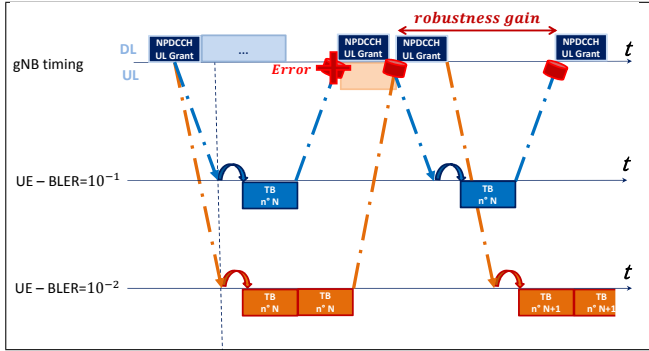 robustness gain
NPDCCH
UL Grant
...
NPDCCH
UL Grant
NPDCCH
UL Grant
NPDCCH
UL Grant
t
DL
gNB timing
UL
Error
UE – BLER=10⁻¹
t
TB
n° N
TB
n° N
UE – BLER=10⁻²
t
TB
n° N
TB
n° N
TB
n° N+1
TB
n° N+1